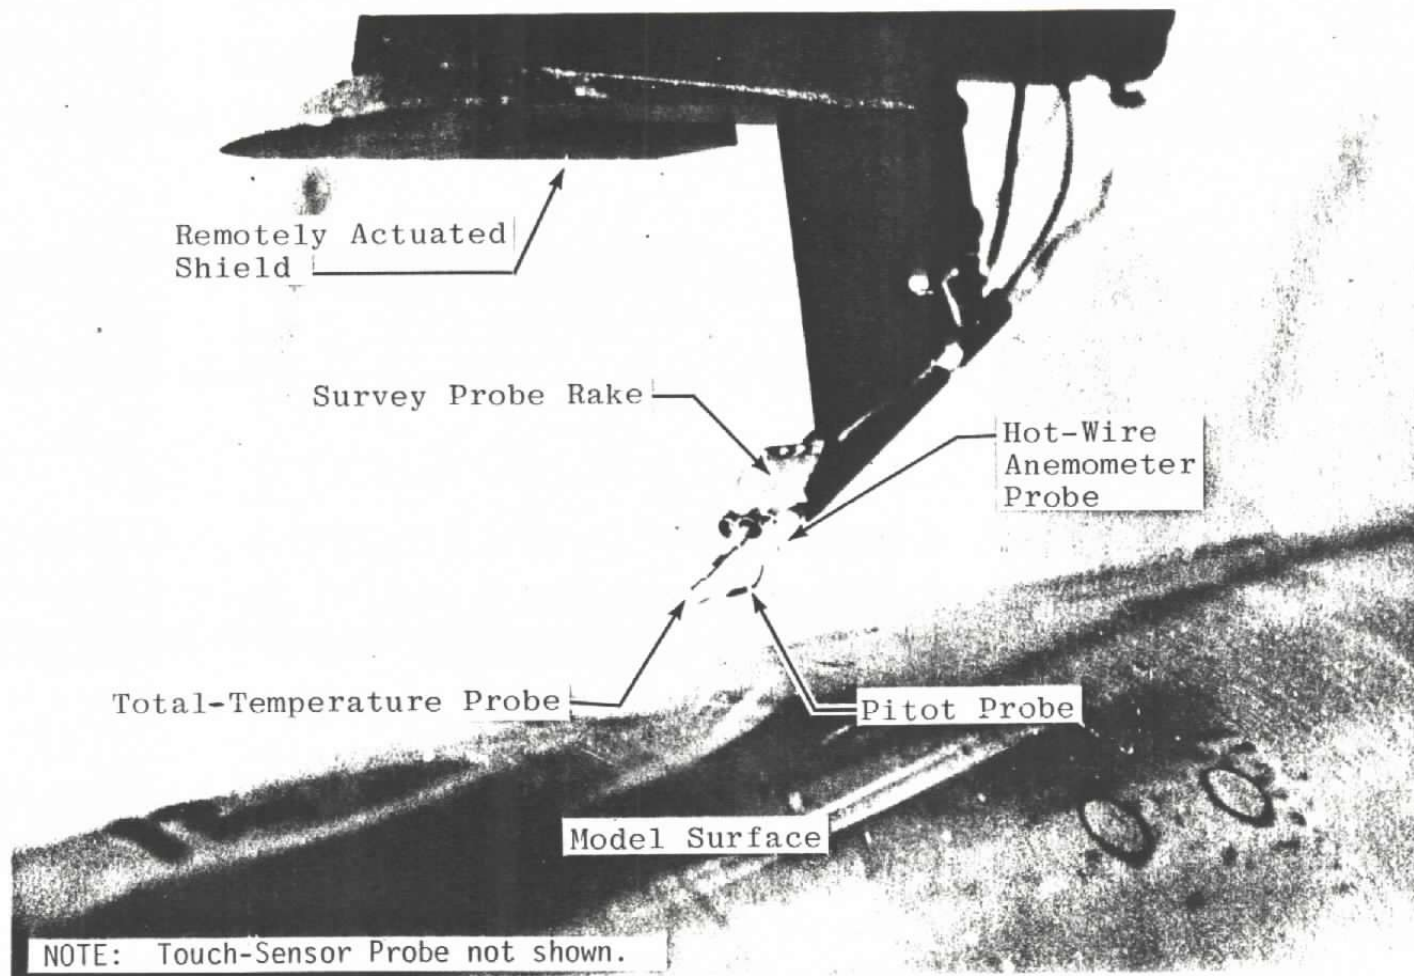 Remotely Actuated
Shield
Survey Probe Rake
Hot-Wire
Anemometer
Probe
Total-Temperature Probe
Pitot Probe
Model Surface
NOTE: Touch-Sensor Probe not shown.